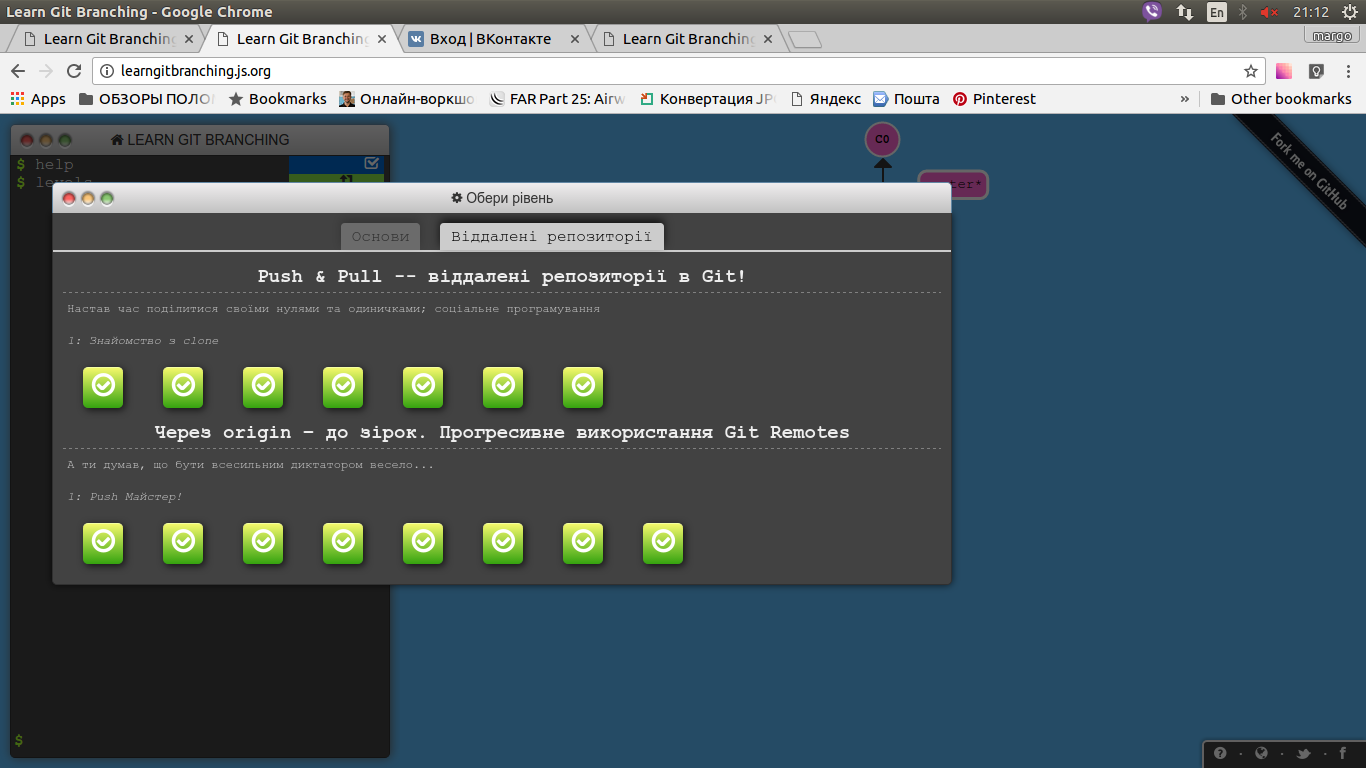 Learn Git Branching - Google Chrome
En 21:12
Learn Git Branching Learn Git Branching Вход | ВКонтакте Learn Git Branching margo
learngitbranching.js.org
Apps ОБЗОРЫ ПОЛО Bookmarks Онлайн-воркшо FAR Part 25: Airw Конвертация JP Яндекс Пошта Pinterest » Other bookmarks
LEARN GIT BRANCHING
C0
Fork me on GitHub
$ help
$ levels
ter*
Обери рівень
Основи Віддалені репозиторії
Push & Pull -- віддалені репозиторії в Git!
Настав час поділитися своїми нулями та одиничками; соціальне програмування
1: Знайомство з clone
Через origin – до зірок. Прогресивне використання Git Remotes
А ти думав, що бути всесильним диктатором весело...
1: Push Майстер!
$